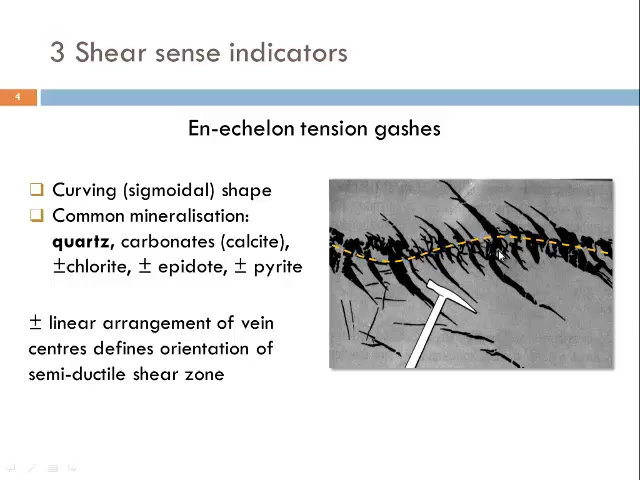 3 Shear sense indicators
4
En-echelon tension gashes
Curving (sigmoidal) shape
Common mineralisation:
quartz, carbonates (calcite),
±chlorite, ± epidote, ± pyrite
± linear arrangement of vein
centres defines orientation of
semi-ductile shear zone